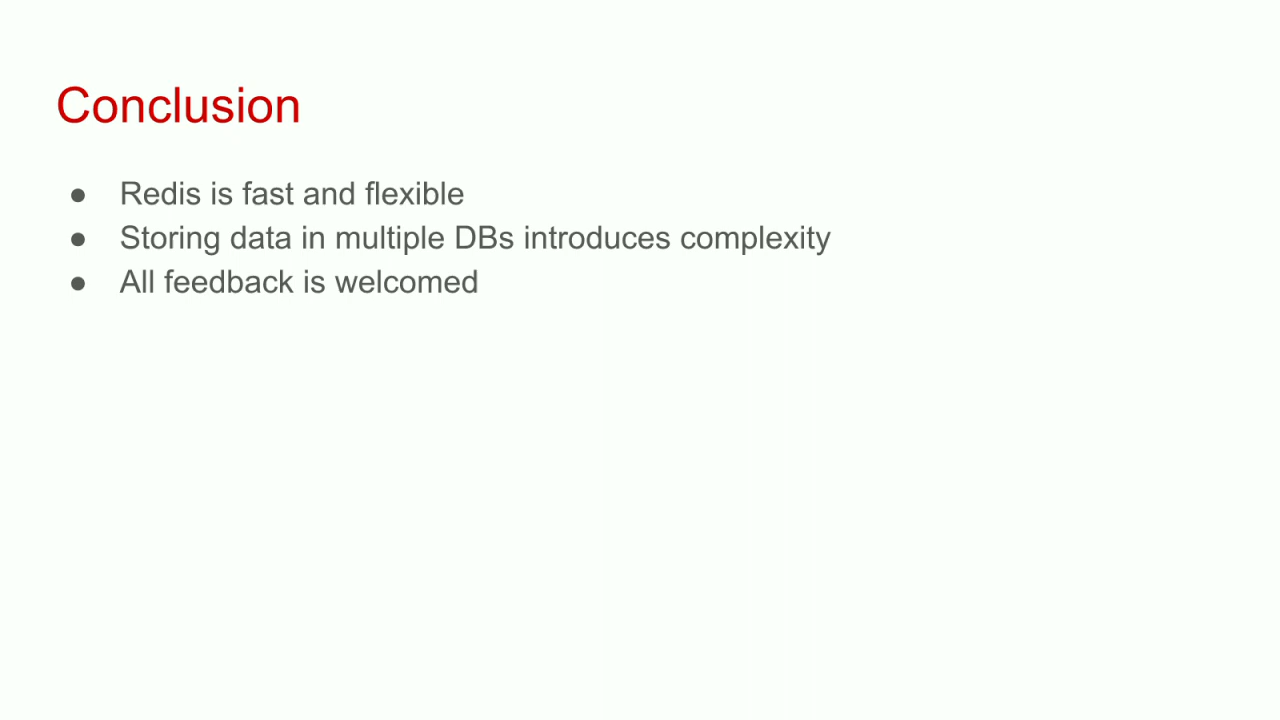 Conclusion
● Redis is fast and flexible
● Storing data in multiple DBs introduces complexity
● All feedback is welcomed